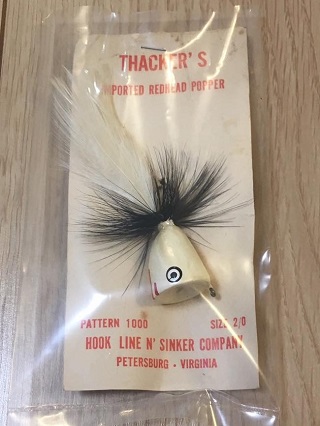 THACKER'S
IMPORTED REDHEAD POPPER
PATTERN 1000 SIZE 2/0
HOOK LINE N' SINKER COMPANY
PETERSBURG - VIRGINIA